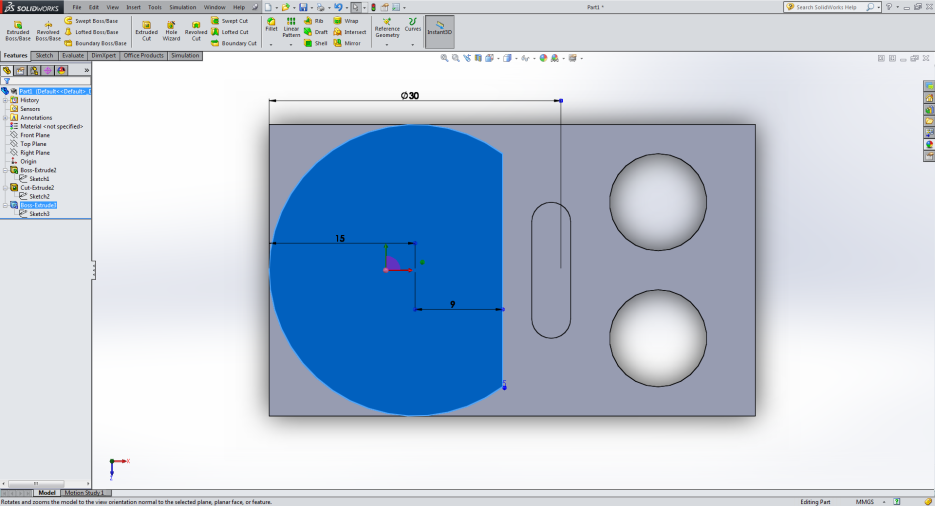 SOLIDWORKS File Edit View Insert Tools Simulation Window Help Part1 * Search SolidWorks Help
Extruded Boss/Base
Revolved Boss/Base
Swept Boss/Base
Lofted Boss/Base
Boundary Boss/Base
Extruded Cut
Hole Wizard
Revolved Cut
Swept Cut
Lofted Cut
Boundary Cut
Fillet
Linear Pattern
Rib
Draft
Shell
Wrap
Intersect
Mirror
Reference Geometry
Curves
Instant3D
Features Sketch Evaluate DimXpert Office Products Simulation
Part1 (Default<<Default>_D
History
Sensors
Annotations
Material <not specified>
Front Plane
Top Plane
Right Plane
Origin
Boss-Extrude2
Sketch1
Cut-Extrude2
Sketch2
Boss-Extrude3
Sketch3
Ø30
15
9
X
Z
Model Motion Study 1
Rotates and zooms the model to the view orientation normal to the selected plane, planar face, or feature. Editing Part MMGS